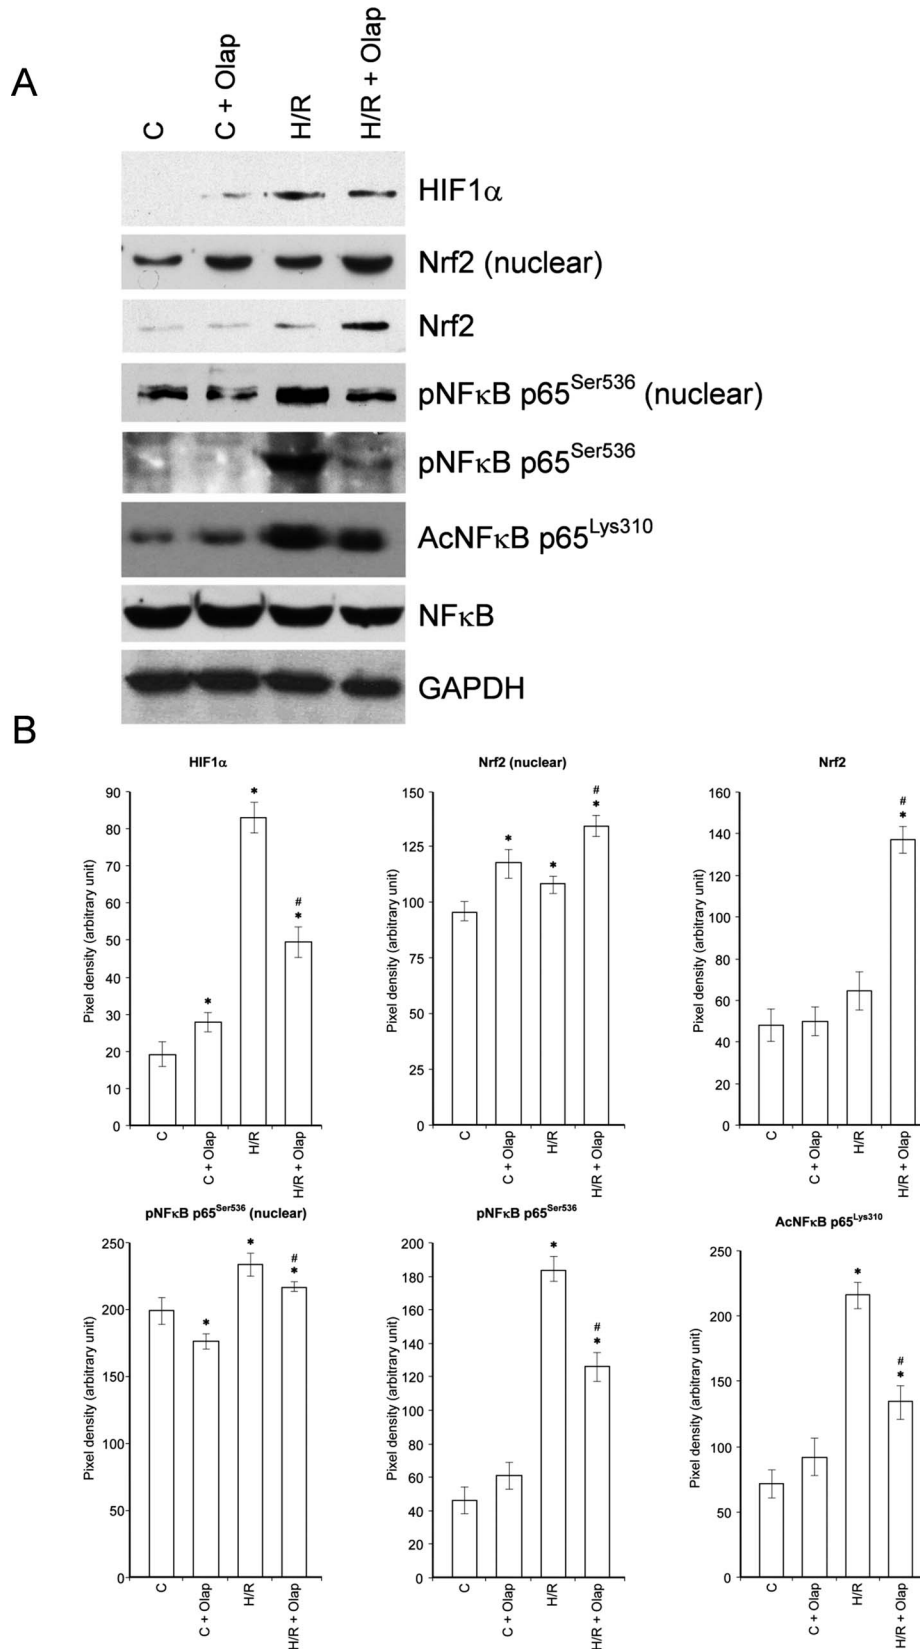 A
C
C + Olap
H/R
H/R + Olap
HIF1α
Nrf2 (nuclear)
Nrf2
pNFκB p65Ser536 (nuclear)
pNFκB p65Ser536
AcNFκB p65Lys310
NFκB
GAPDH
B
HIF1α
Pixel density (arbitrary unit)
90
80
70
60
50
40
30
20
10
0
*
*
#
*
C
C + Olap
H/R
H/R + Olap
Nrf2 (nuclear)
Pixel density (arbitrary unit)
150
125
100
75
50
25
0
*
*
#
*
C
C + Olap
H/R
H/R + Olap
Nrf2
Pixel density (arbitrary unit)
160
140
120
100
80
60
40
20
0
#
*
C
C + Olap
H/R
H/R + Olap
pNFκB p65Ser536 (nuclear)
Pixel density (arbitrary unit)
250
200
150
100
50
0
*
*
#
*
C
C + Olap
H/R
H/R + Olap
pNFκB p65Ser536
Pixel density (arbitrary unit)
200
180
160
140
120
100
80
60
40
20
0
*
#
*
C
C + Olap
H/R
H/R + Olap
AcNFκB p65Lys310
Pixel density (arbitrary unit)
250
200
150
100
50
0
*
#
*
C
C + Olap
H/R
H/R + Olap